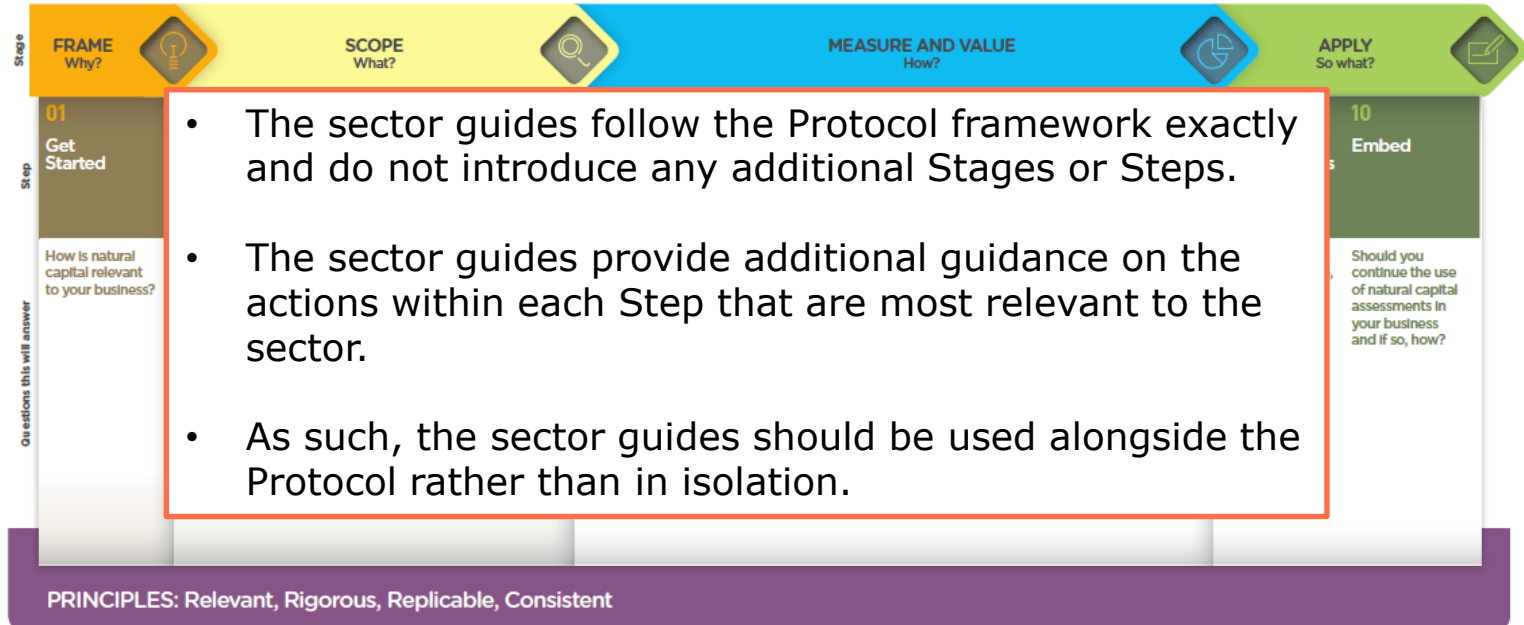 Stage
FRAME
Why?
SCOPE
What?
MEASURE AND VALUE
How?
APPLY
So what?
Step
01
Get
Started
10
Embed
s
Questions this will answer
How is natural
capital relevant
to your business?
• The sector guides follow the Protocol framework exactly
and do not introduce any additional Stages or Steps.
• The sector guides provide additional guidance on the
actions within each Step that are most relevant to the
sector.
• As such, the sector guides should be used alongside the
Protocol rather than in isolation.
Should you
continue the use
of natural capital
assessments in
your business
and if so, how?
PRINCIPLES: Relevant, Rigorous, Replicable, Consistent